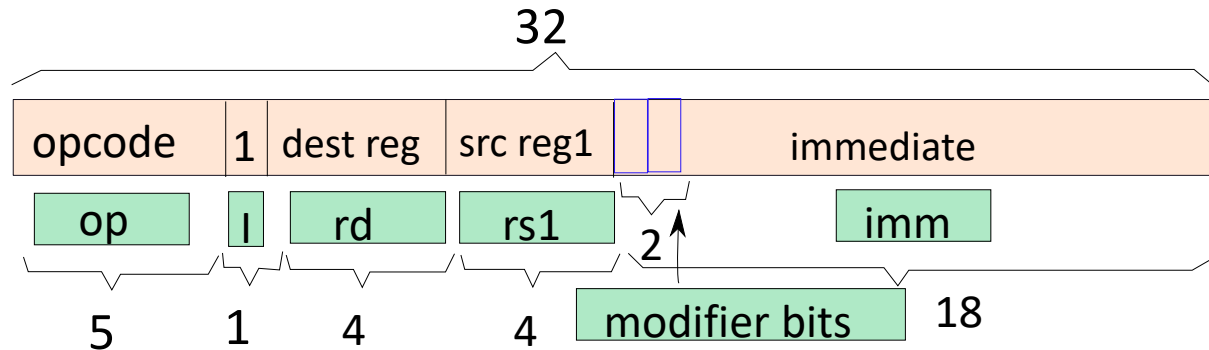 32
opcode 1 dest reg src reg1 immediate
op I rd rs1 2 imm
5 1 4 4 modifier bits 18